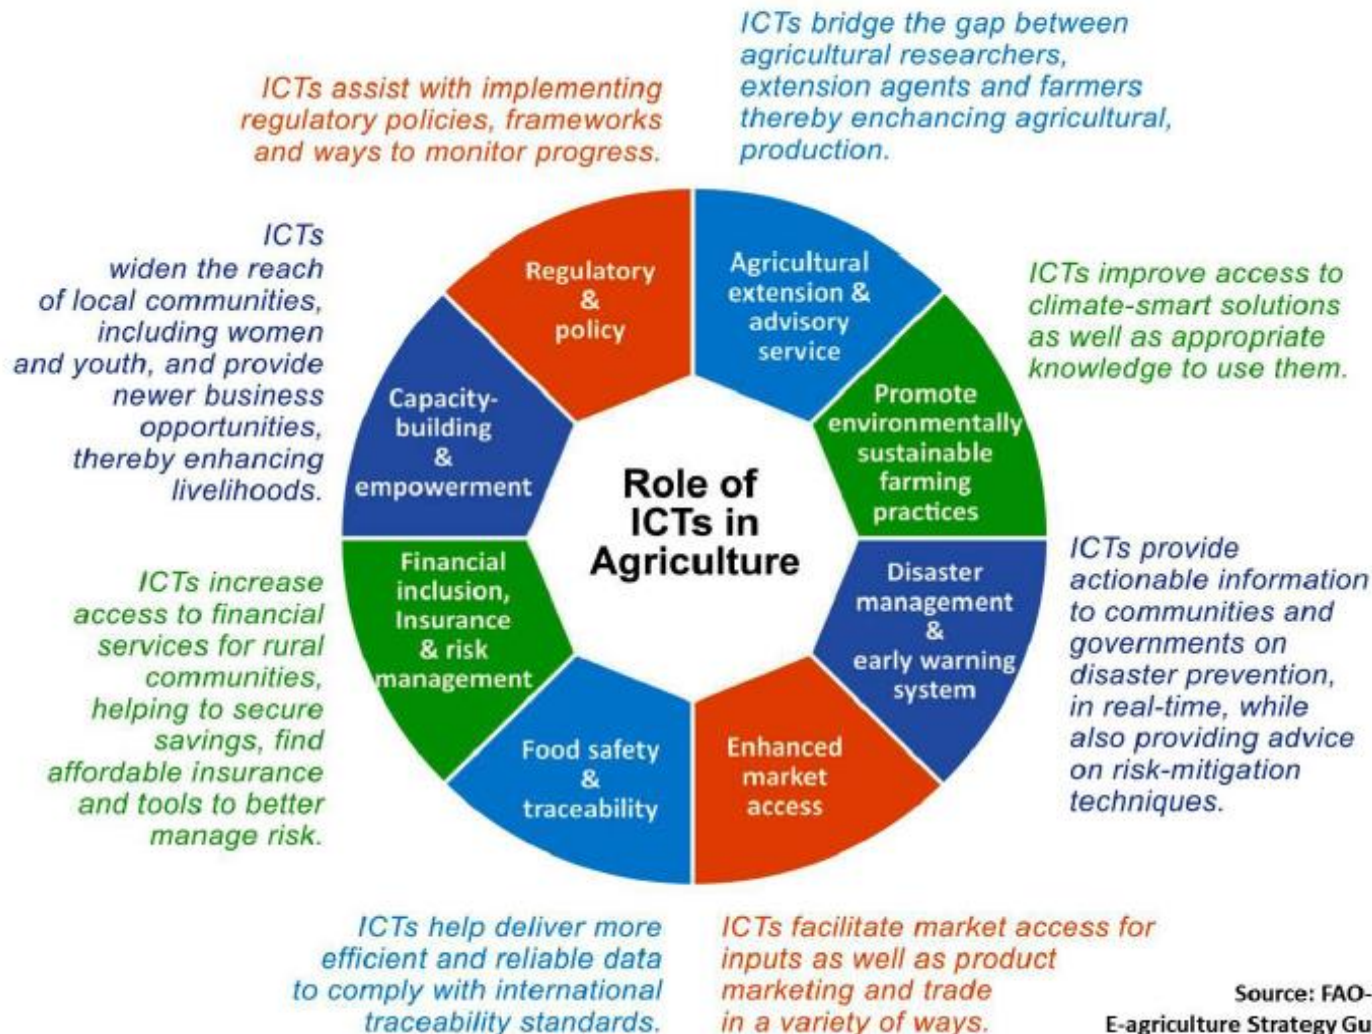 ICTs bridge the gap between
agricultural researchers,
extension agents and farmers
thereby enchancing agricultural,
production.
ICTs assist with implementing
regulatory policies, frameworks
and ways to monitor progress.
ICTs
widen the reach
of local communities,
including women
and youth, and provide
newer business
opportunities,
thereby enhancing
livelihoods.
Regulatory
&
policy
Agricultural
extension &
advisory
service
ICTs improve access to
climate-smart solutions
as well as appropriate
knowledge to use them.
Capacity-
building
&
empowerment
Promote
environmentally
sustainable
farming
practices
Role of
ICTs in
Agriculture
ICTs increase
access to financial
services for rural
communities,
helping to secure
savings, find
affordable insurance
and tools to better
manage risk.
Financial
inclusion,
Insurance
& risk
management
Disaster
management
&
early warning
system
ICTs provide
actionable information
to communities and
governments on
disaster prevention,
in real-time, while
also providing advice
on risk-mitigation
techniques.
Food safety
&
traceability
Enhanced
market
access
ICTs help deliver more
efficient and reliable data
to comply with international
traceability standards.
ICTs facilitate market access for
inputs as well as product
marketing and trade
in a variety of ways.
Source: FAO-
E-agriculture Strategy Gu